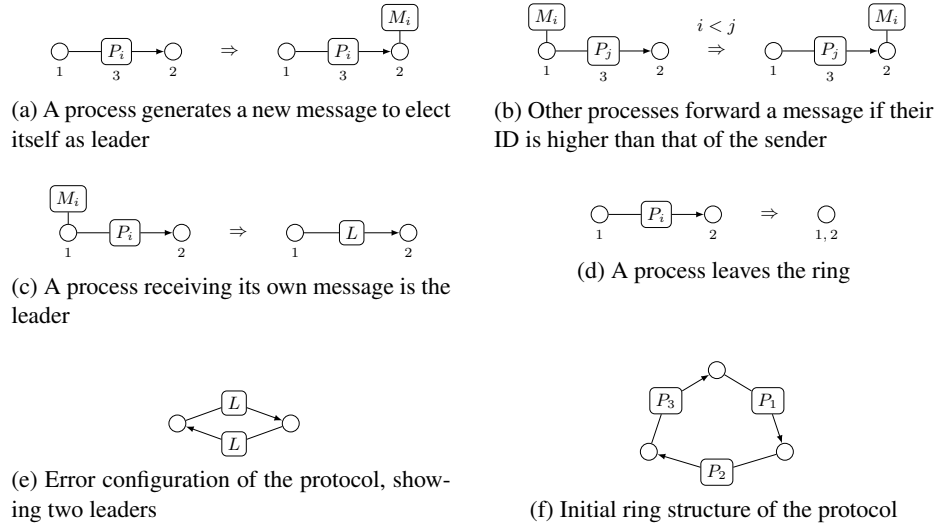 M_i
P_i
1 3 2
⇒
P_i
1 3 2
(a) A process generates a new message to elect
itself as leader
M_i
P_j
1 3 2
i < j
⇒
M_i
P_j
1 3 2
(b) Other processes forward a message if their
ID is higher than that of the sender
M_i
P_i
1 2
⇒
L
1 2
(c) A process receiving its own message is the
leader
P_i
1 2
⇒
1, 2
(d) A process leaves the ring
L
L
(e) Error configuration of the protocol, show-
ing two leaders
P_3 P_1
P_2
(f) Initial ring structure of the protocol